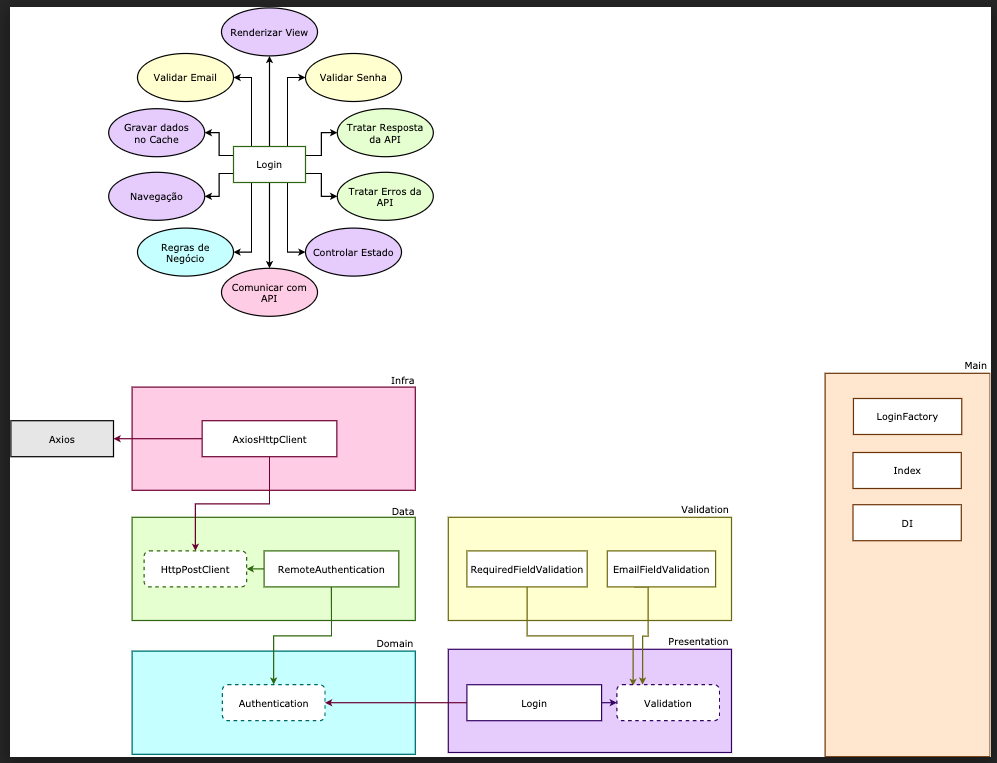 Renderizar View
Validar Email
Validar Senha
Gravar dados
no Cache
Tratar Resposta
da API
Login
Navegação
Tratar Erros da
API
Regras de
Negócio
Controlar Estado
Comunicar com
API
Main
Infra
LoginFactory
Axios
AxiosHttpClient
Index
Data
Validation
DI
HttpPostClient
RemoteAuthentication
RequiredFieldValidation
EmailFieldValidation
Domain
Presentation
Authentication
Login
Validation